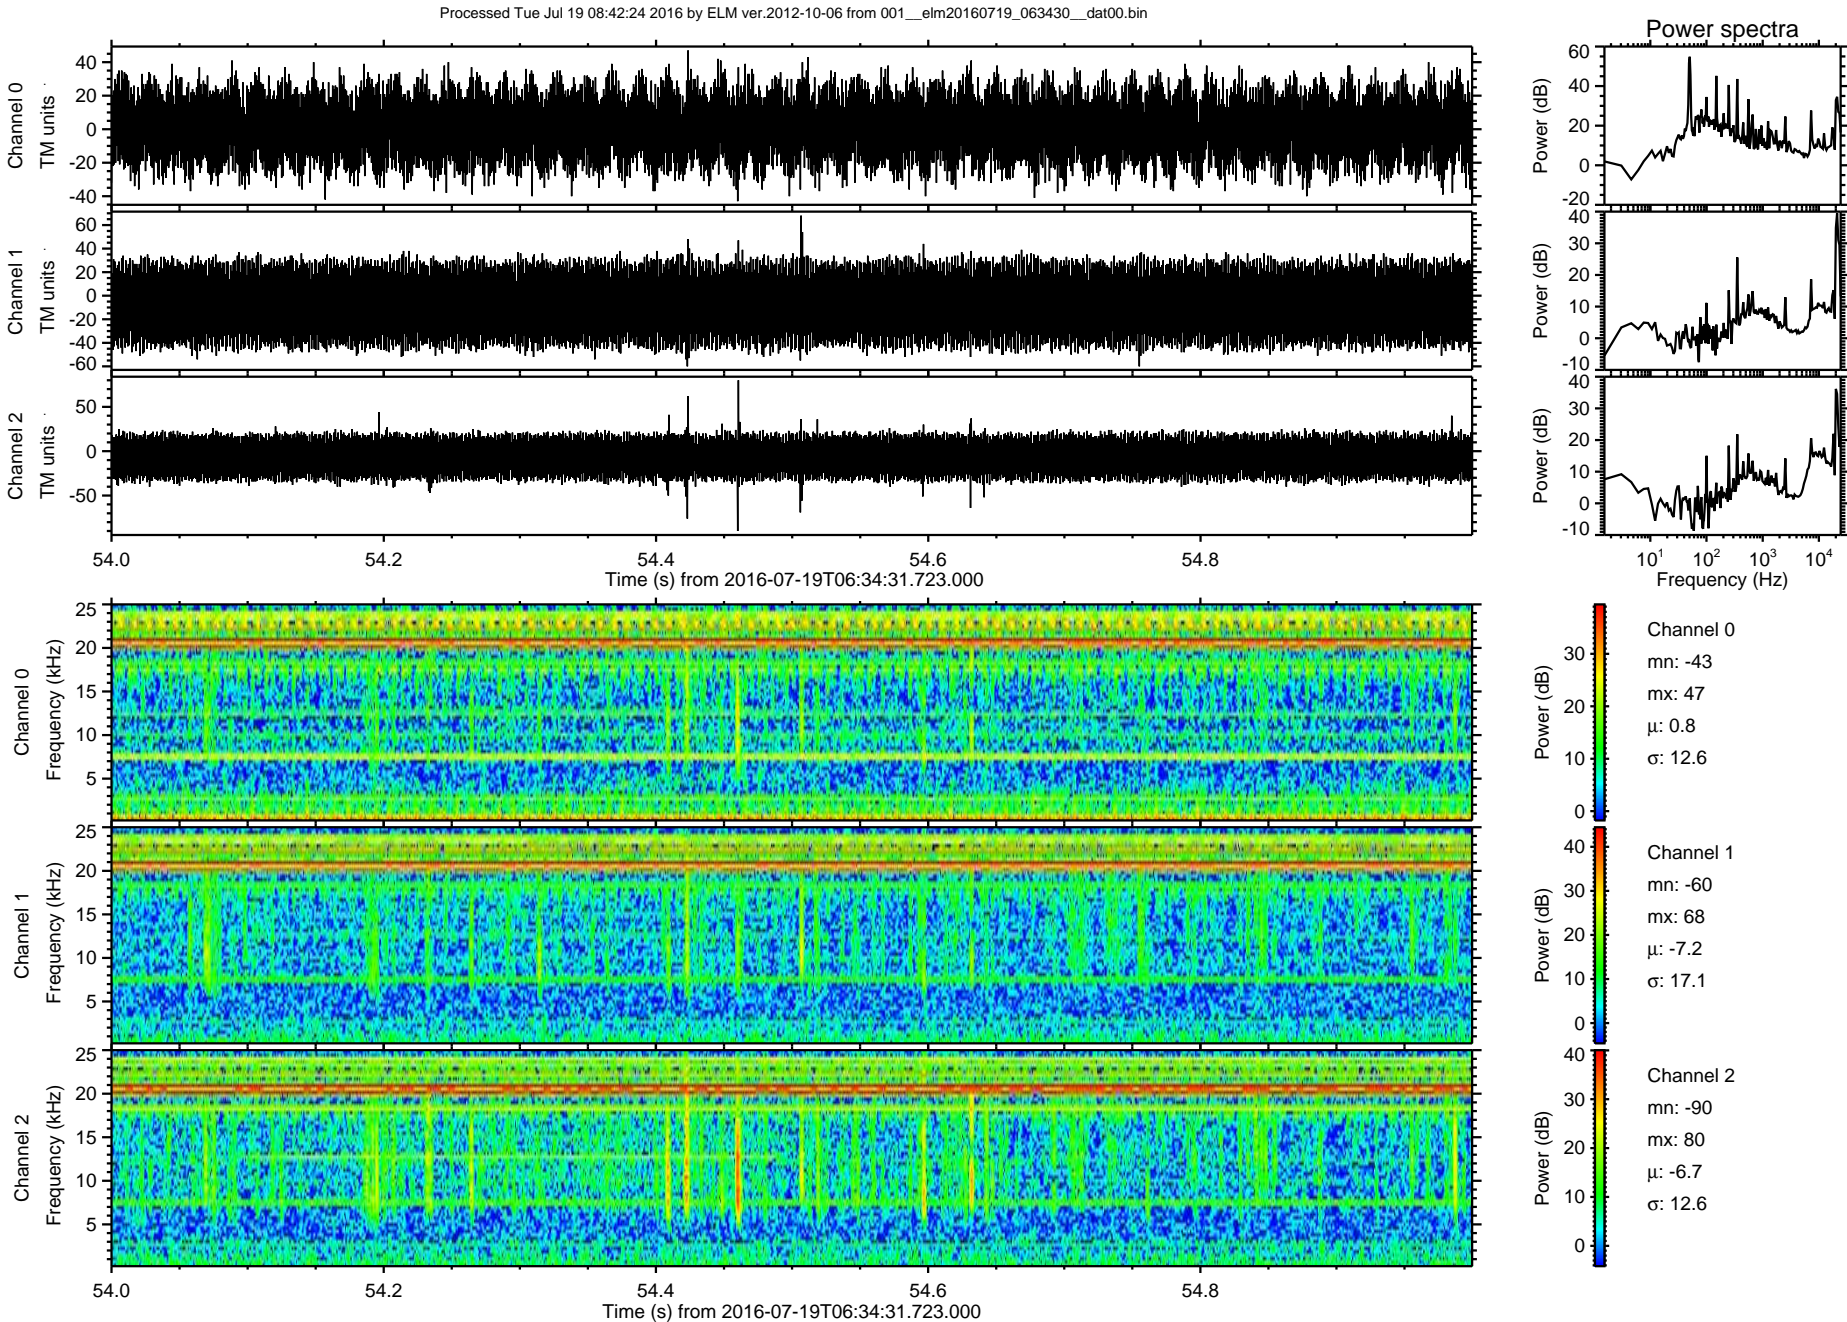 Processed Tue Jul 19 08:42:24 2016 by ELM ver.2012-10-06 from 001__elm20160719_063430__dat00.bin
Power spectra
Channel 0
TM units
40
20
0
-20
-40
Power (dB)
60
40
20
0
-20
Channel 1
TM units
60
40
20
0
-20
-40
-60
Power (dB)
40
30
20
10
0
-10
Channel 2
TM units
50
0
-50
Power (dB)
40
30
20
10
0
-10
54.0 54.2 54.4 54.6 54.8
Time (s) from 2016-07-19T06:34:31.723.000
10¹ 10² 10³ 10⁴
Frequency (Hz)
Channel 0
Frequency (kHz)
25
20
15
10
5
Power (dB)
30
20
10
0
Channel 0
mn: -43
mx: 47
μ: 0.8
σ: 12.6
Channel 1
Frequency (kHz)
25
20
15
10
5
Power (dB)
40
30
20
10
0
Channel 1
mn: -60
mx: 68
μ: -7.2
σ: 17.1
Channel 2
Frequency (kHz)
25
20
15
10
5
Power (dB)
40
30
20
10
0
Channel 2
mn: -90
mx: 80
μ: -6.7
σ: 12.6
54.0 54.2 54.4 54.6 54.8
Time (s) from 2016-07-19T06:34:31.723.000